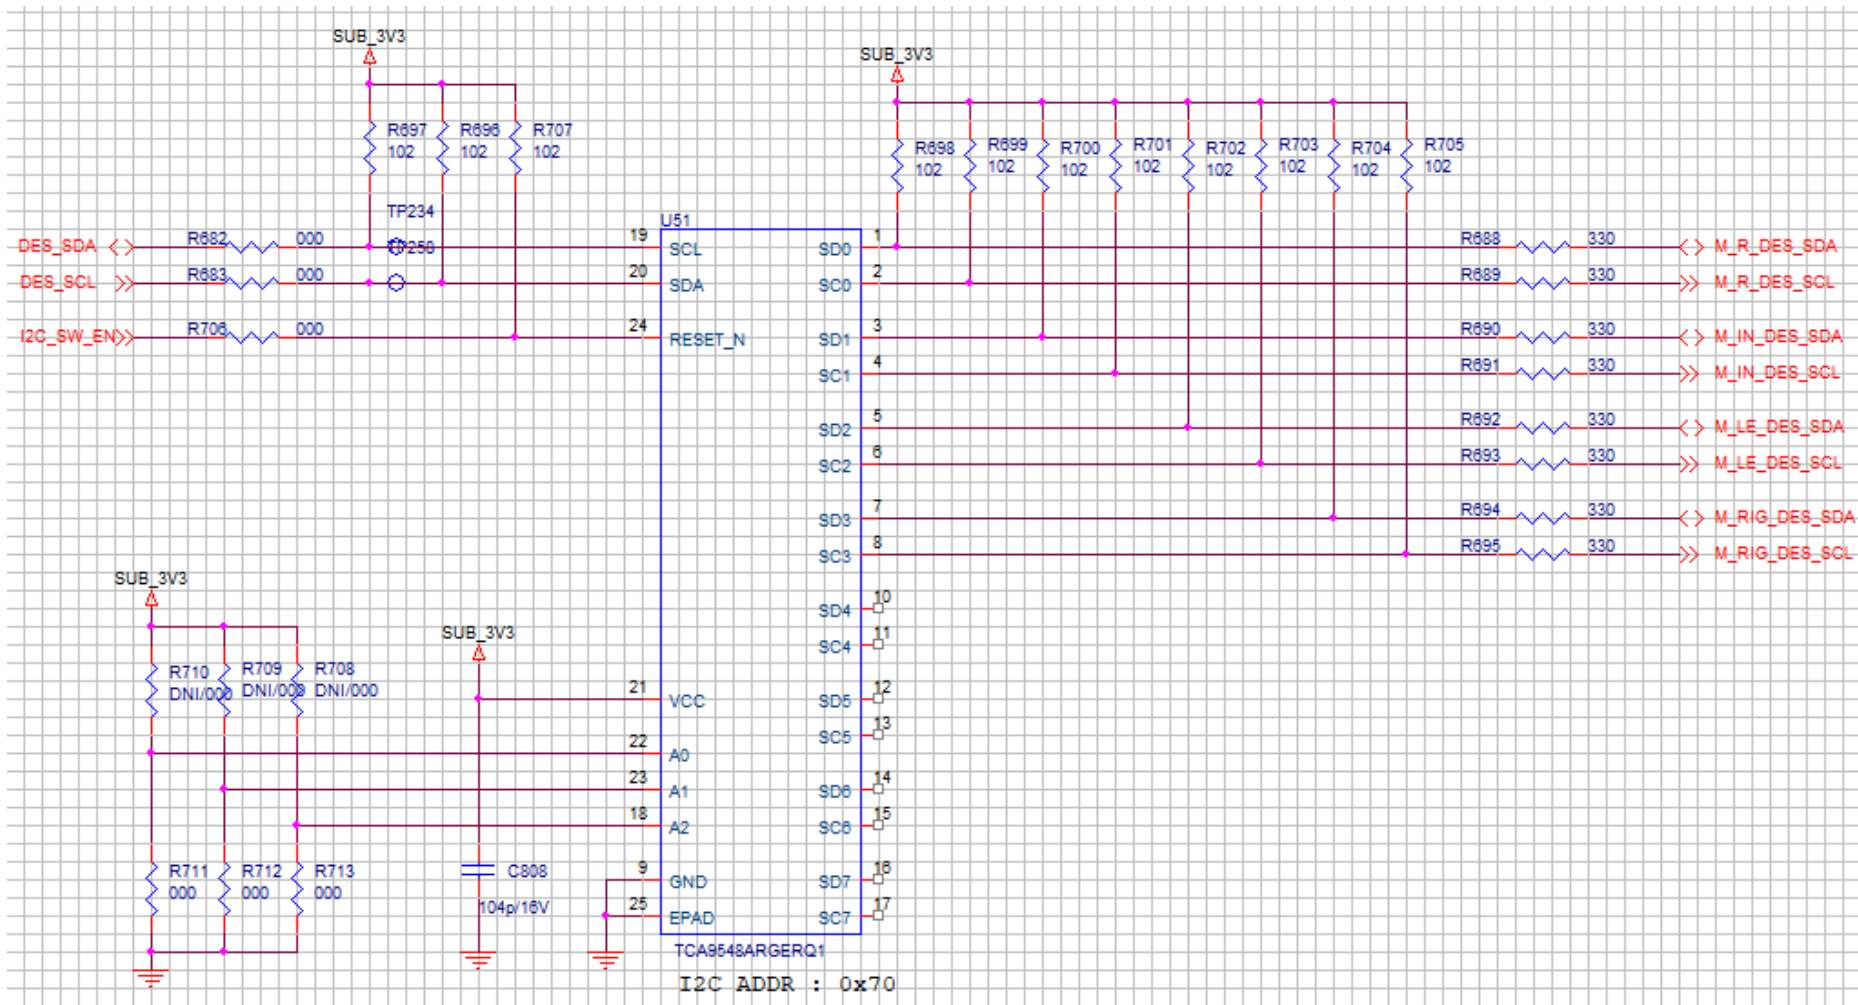 SUB_3V3
R697
102
R696
102
R707
102
TP234
DES_SDA
R682
000
DES_SCL
R683
000
I2C_SW_EN
R706
000
SUB_3V3
R698
102
R699
102
R700
102
R701
102
R702
102
R703
102
R704
102
R705
102
U51
19
SCL
20
SDA
24
RESET_N
21
VCC
22
A0
23
A1
18
A2
9
GND
25
EPAD
SD0
1
SC0
2
SD1
3
SC1
4
SD2
5
SC2
6
SD3
7
SC3
8
SD4
10
SC4
11
SD5
12
SC5
13
SD6
14
SC6
15
SD7
16
SC7
17
R688
330
M_R_DES_SDA
R689
330
M_R_DES_SCL
R690
330
M_IN_DES_SDA
R691
330
M_IN_DES_SCL
R692
330
M_LE_DES_SDA
R693
330
M_LE_DES_SCL
R694
330
M_RIG_DES_SDA
R695
330
M_RIG_DES_SCL
SUB_3V3
R710
DNI/000
R709
DNI/000
R708
DNI/000
R711
000
R712
000
R713
000
SUB_3V3
C808
104p/16V
TCA9548ARGERQ1
I2C ADDR : 0x70